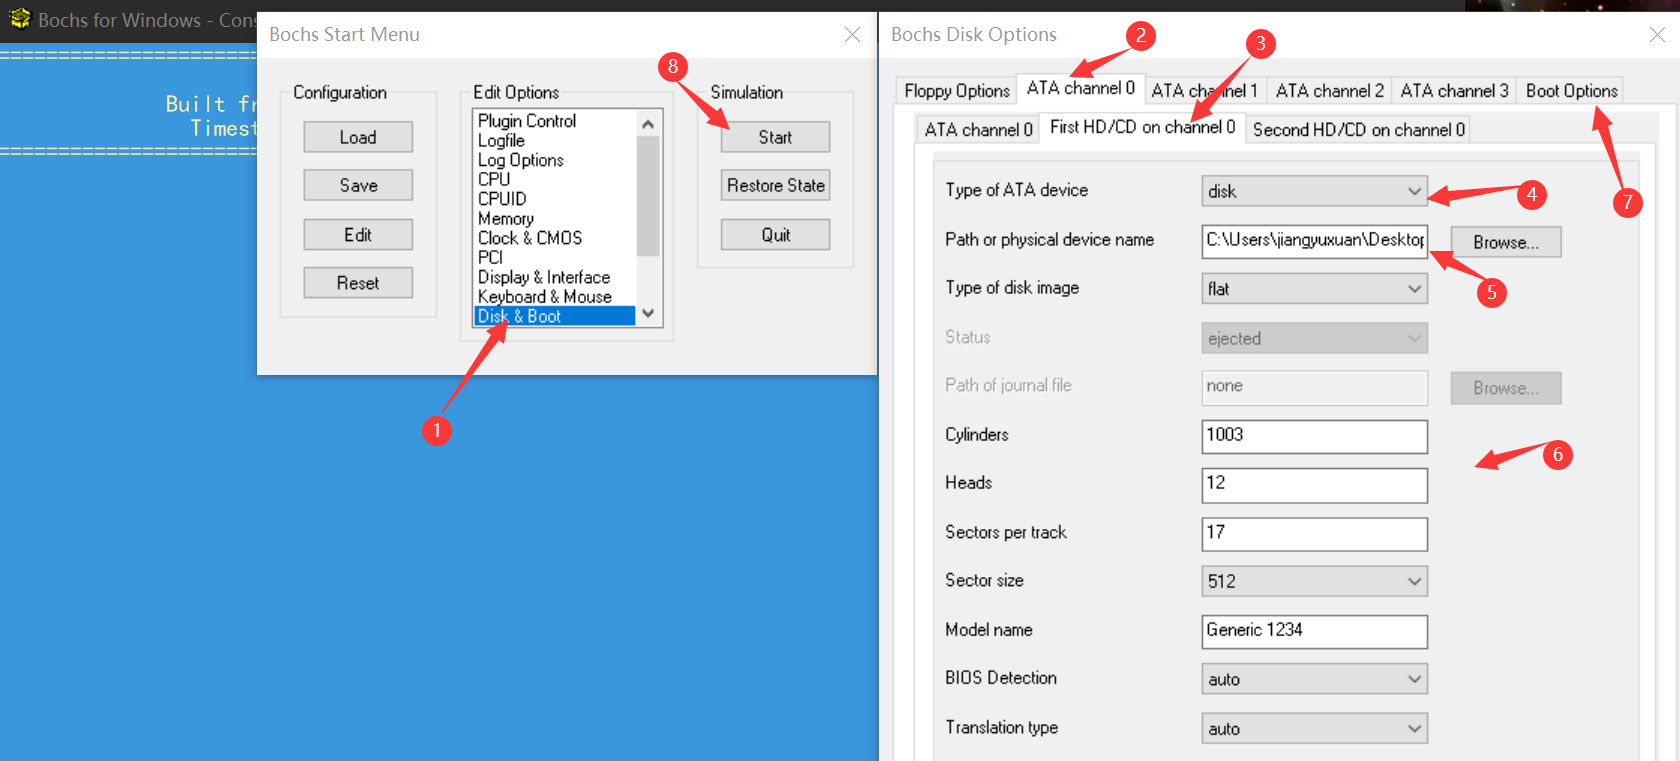 Bochs for Windows - Cons
Built fr
Timest
Bochs Start Menu
8
Configuration
Load
Save
Edit
Reset
Edit Options
Plugin Control
Logfile
Log Options
CPU
CPUID
Memory
Clock & CMOS
PCI
Display & Interface
Keyboard & Mouse
Disk & Boot
Simulation
Start
Restore State
Quit
1
Bochs Disk Options
2
3
Floppy Options
ATA channel 0
ATA channel 1
ATA channel 2
ATA channel 3
Boot Options
ATA channel 0
First HD/CD on channel 0
Second HD/CD on channel 0
Type of ATA device
disk
4
7
Path or physical device name
C:\Users\jiangyuxuan\Desktop
Browse...
5
Type of disk image
flat
Status
ejected
Path of journal file
none
Browse...
Cylinders
1003
6
Heads
12
Sectors per track
17
Sector size
512
Model name
Generic 1234
BIOS Detection
auto
Translation type
auto